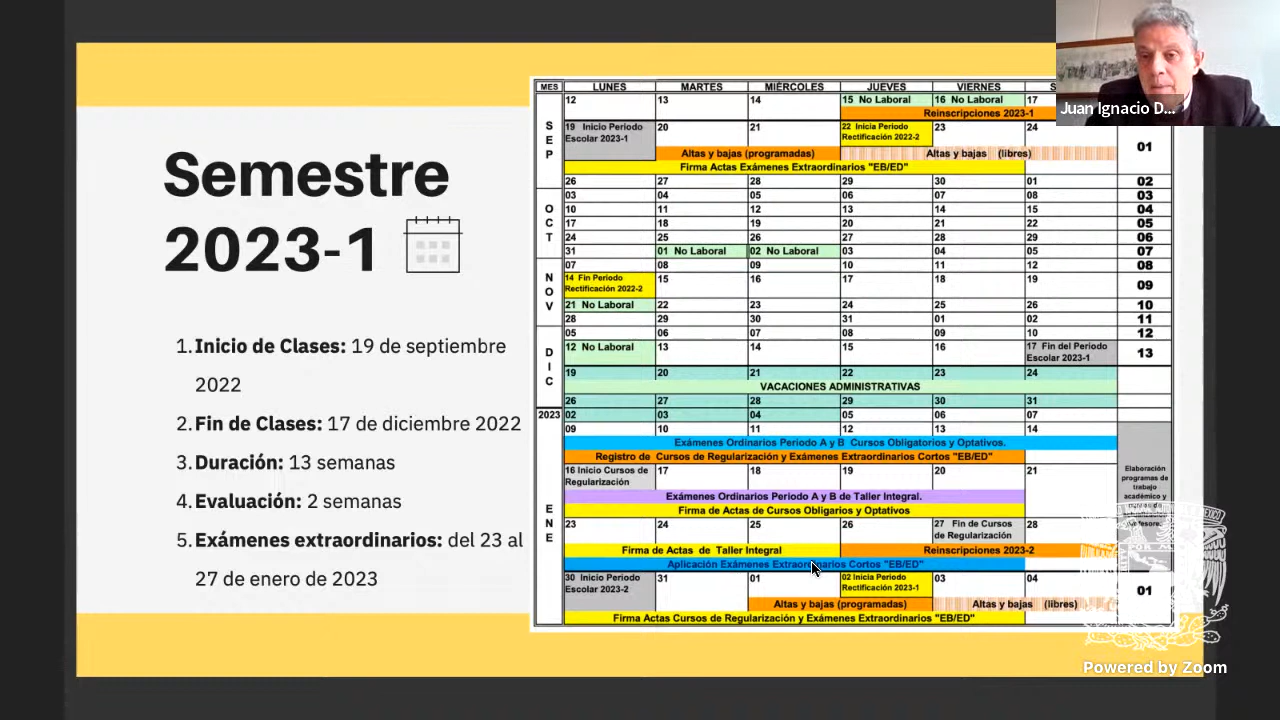 Semestre
2023-1
1. Inicio de Clases: 19 de septiembre
2022
2. Fin de Clases: 17 de diciembre 2022
3. Duración: 13 semanas
4. Evaluación: 2 semanas
5. Exámenes extraordinarios: del 23 al
27 de enero de 2023
MES LUNES MARTES MIÉRCOLES JUEVES VIERNES S
SEP
12 13 14 15 No Laboral 16 No Laboral 17
Reinscripciones 2023-1
19 Inicio Periodo Escolar 2023-1 20 21 22 Inicia Periodo Rectificación 2022-2 23 24 01
Altas y bajas (programadas) Altas y bajas (libres)
Firma Actas Exámenes Extraordinarios "EB/ED"
26 27 28 29 30 01 02
OCT
03 04 05 06 07 08 03
10 11 12 13 14 15 04
17 18 19 20 21 22 05
24 25 26 27 28 29 06
31 01 No Laboral 02 No Laboral 03 04 05 07
NOV
07 08 09 10 11 12 08
14 Fin Periodo Rectificación 2022-2 15 16 17 18 19 09
21 No Laboral 22 23 24 25 26 10
28 29 30 31 01 02 11
DIC
05 06 07 08 09 10 12
12 No Laboral 13 14 15 16 17 Fin del Periodo Escolar 2023-1 13
19 20 21 22 23 24
VACACIONES ADMINISTRATIVAS
26 27 28 29 30 31
2023 02 03 04 05 06 07
ENE
09 10 11 12 13 14
Exámenes Ordinarios Periodo A y B Cursos Obligatorios y Optativos.
Registro de Cursos de Regularización y Exámenes Extraordinarios Cortos "EB/ED"
16 Inicio Cursos de Regularización 17 18 19 20 21
Elaboración
programas de
trabajo
académico y
Exámenes Ordinarios Periodo A y B de Taller Integral.
Firma de Actas de Cursos Obligarios y Optativos
23 24 25 26 27 Fin de Cursos de Regularización 28
Firma de Actas de Taller Integral Reinscripciones 2023-2
Aplicación Exámenes Extraordinarios Cortos "EB/ED"
30 Inicio Periodo Escolar 2023-2 31 01 02 Inicia Periodo Rectificación 2023-1 03 04 01
Altas y bajas (programadas) Altas y bajas (libres)
Firma Actas Cursos de Regularización y Exámenes Extraordinarios "EB/ED"
Juan Ignacio D...
Powered by Zoom